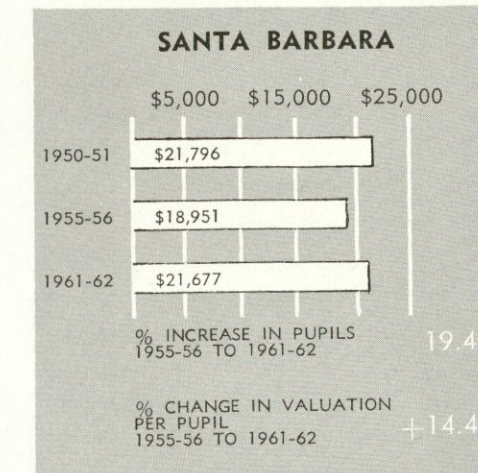 SANTA BARBARA
$5,000 $15,000 $25,000
1950-51 $21,796
1955-56 $18,951
1961-62 $21,677
% INCREASE IN PUPILS
1955-56 TO 1961-62 19.4
% CHANGE IN VALUATION
PER PUPIL
1955-56 TO 1961-62 +14.4